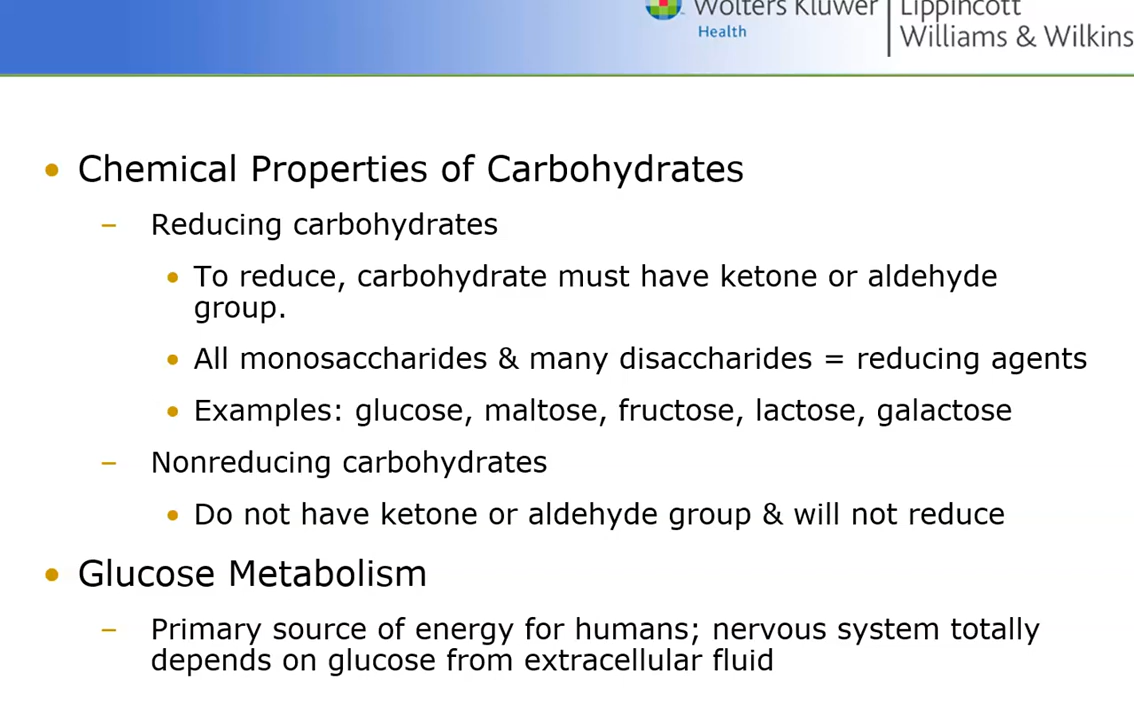 Wolters Kluwer
Health
Lippincott
Williams & Wilkins
• Chemical Properties of Carbohydrates
– Reducing carbohydrates
• To reduce, carbohydrate must have ketone or aldehyde
group.
• All monosaccharides & many disaccharides = reducing agents
• Examples: glucose, maltose, fructose, lactose, galactose
– Nonreducing carbohydrates
• Do not have ketone or aldehyde group & will not reduce
• Glucose Metabolism
– Primary source of energy for humans; nervous system totally
depends on glucose from extracellular fluid